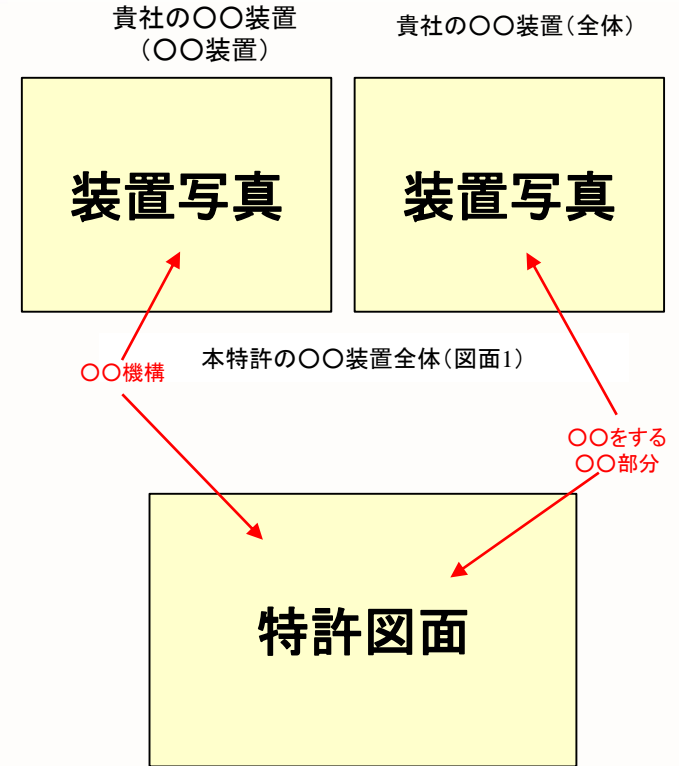 貴社の〇〇装置
（〇〇装置）
貴社の〇〇装置（全体）
装置写真
装置写真
〇〇機構
本特許の〇〇装置全体（図面1）
〇〇をする
〇〇部分
特許図面